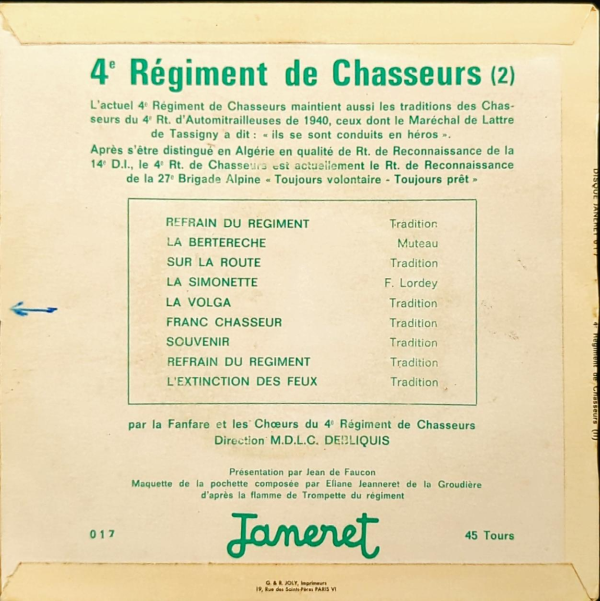 4e Régiment de Chasseurs (2)
L'actuel 4e Régiment de Chasseurs maintient aussi les traditions des Chas-
seurs du 4e Rt. d'Automitrailleuses de 1940, ceux dont le Maréchal de Lattre
de Tassigny a dit : « ils se sont conduits en héros ».
Après s'être distingué en Algérie en qualité de Rt. de Reconnaissance de la
14e D.I., le 4e Rt. de Chasseurs est actuellement le Rt. de Reconnaissance
de la 27e Brigade Alpine « Toujours volontaire - Toujours prêt »
REFRAIN DU REGIMENT Tradition
LA BERTERECHE Muteau
SUR LA ROUTE Tradition
LA SIMONETTE F. Lordey
LA VOLGA Tradition
FRANC CHASSEUR Tradition
SOUVENIR Tradition
REFRAIN DU REGIMENT Tradition
L'EXTINCTION DES FEUX Tradition
par la Fanfare et les Chœurs du 4e Régiment de Chasseurs
Direction M.D.L.C. DEBLIQUIS
Présentation par Jean de Faucon
Maquette de la pochette composée par Eliane Jeanneret de la Groudière
d'après la flamme de Trompette du régiment
017 Janeret 45 Tours
G. & R. JOLY, Imprimeurs
19, Rue des Saints-Pères PARIS VI
DISQUE JANERET
4e Régiment de Chasseurs